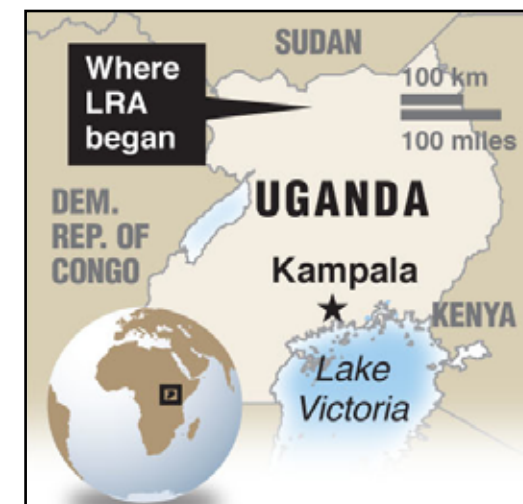 SUDAN
Where
LRA
began
100 km
100 miles
DEM.
REP. OF
CONGO
UGANDA
Kampala
KENYA
Lake
Victoria